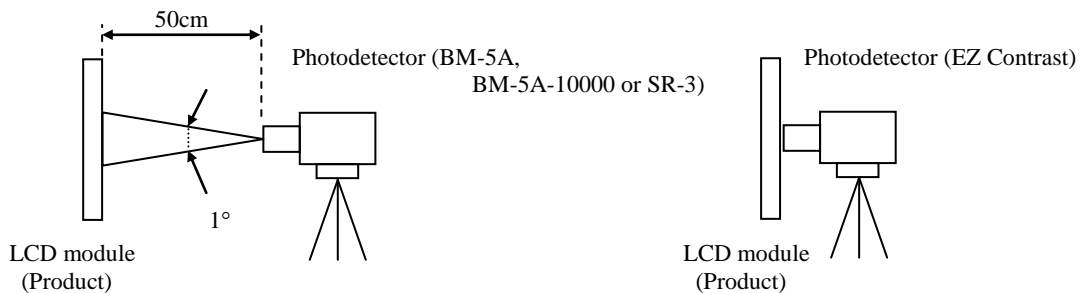 50cm
Photodetector (BM-5A,
BM-5A-10000 or SR-3)
1°
LCD module
(Product)
Photodetector (EZ Contrast)
LCD module
(Product)